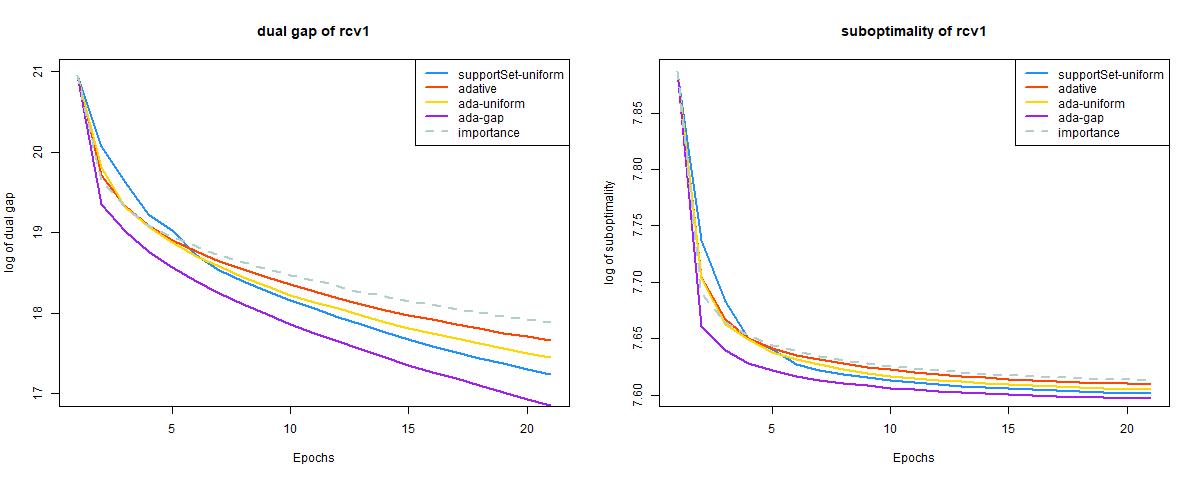 dual gap of rcv1
log of dual gap
21
20
19
18
17
supportSet-uniform
adative
ada-uniform
ada-gap
importance
5
10
15
20
Epochs
suboptimality of rcv1
log of suboptimality
7.85
7.80
7.75
7.70
7.65
7.60
supportSet-uniform
adative
ada-uniform
ada-gap
importance
5
10
15
20
Epochs